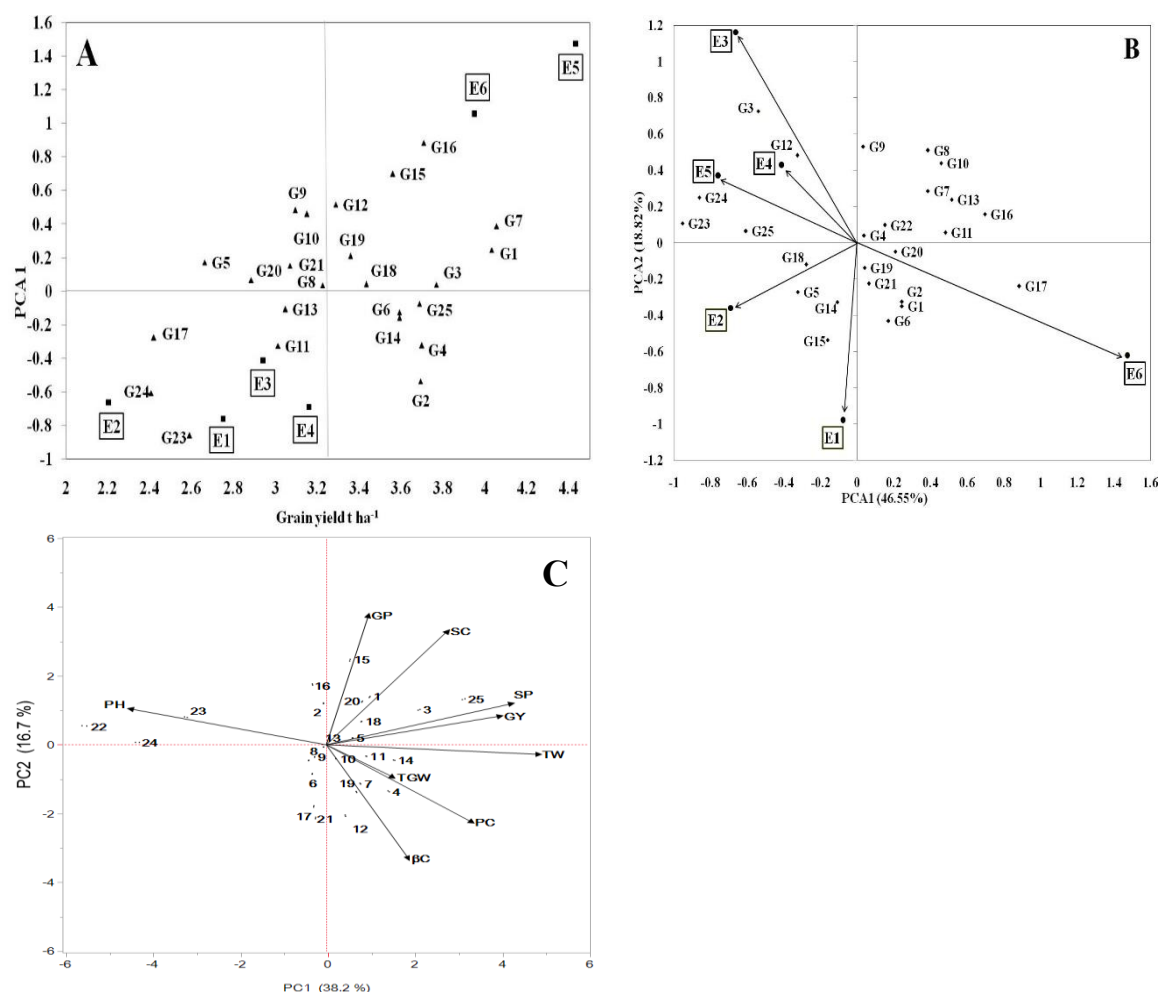 A
1.6
1.4
1.2
1
0.8
0.6
0.4
0.2
0
-0.2
-0.4
-0.6
-0.8
-1
PCA 1
E5
E6
G16
G15
G9
G12
G7
G10
G19
G1
G5
G20
G21
G18
G3
G8
G13
G6
G25
G17
G14
G11
G4
E3
G24
G2
E2
G23
E1
E4
2 2.2 2.4 2.6 2.8 3 3.2 3.4 3.6 3.8 4 4.2 4.4
Grain yield t ha-1
B
1.2
1
0.8
0.6
0.4
0.2
0
-0.2
-0.4
-0.6
-0.8
-1
-1.2
PCA2 (18.82%)
E3
G3
G12
G9
G8
E4
G10
E5
G7
G24
G13
G16
G23
G22
G25
G4
G11
G20
G18
G19
G21
G17
G5
G2
E2
G14
G1
G6
G15
E6
E1
-1 -0.8 -0.6 -0.4 -0.2 0 0.2 0.4 0.6 0.8 1 1.2 1.4 1.6
PCA1 (46.55%)
C
6
4
2
0
-2
-4
-6
PC2 (16.7 %)
GP
SC
15
16
PH
20
1
25
SP
23
2
3
GY
22
18
24
13
5
8
9
10
11
14
TW
TGW
6
19
7
4
17
21
12
PC
βC
-6 -4 -2 0 2 4 6
PC1 (38.2 %)